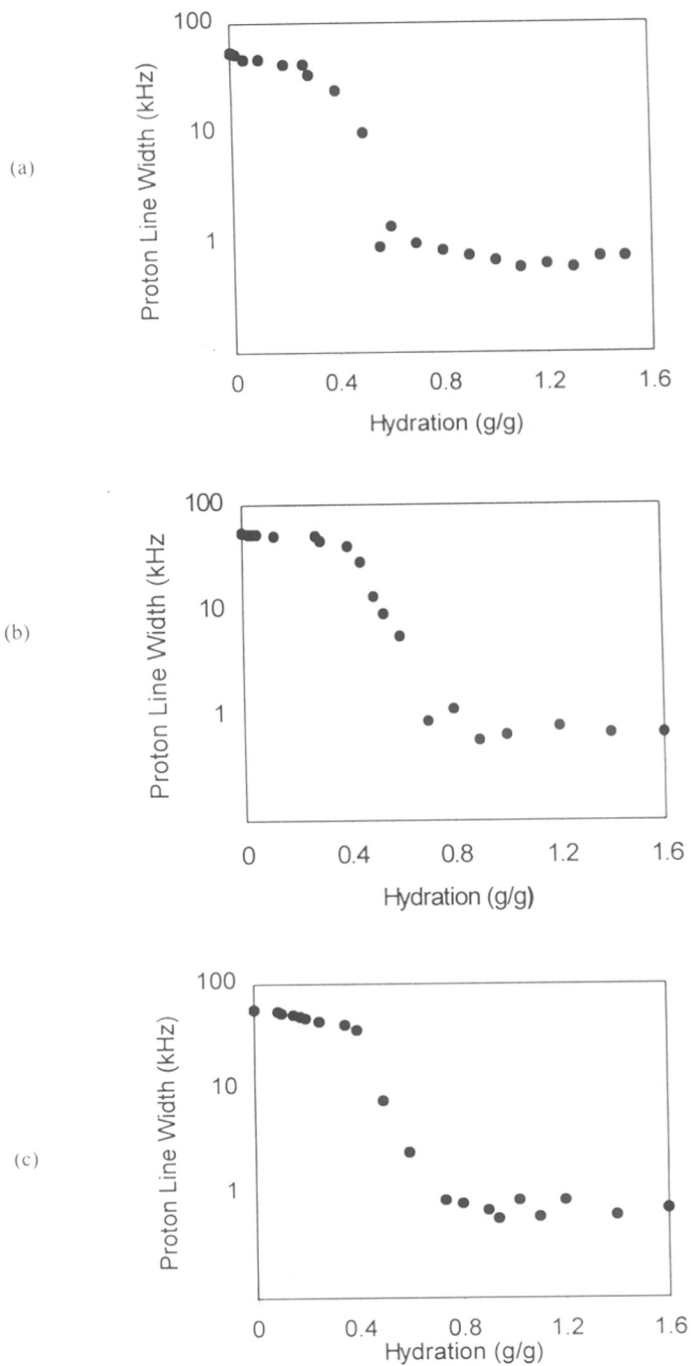 (a)
Proton Line Width (kHz)
100
10
1
0 0.4 0.8 1.2 1.6
Hydration (g/g)
(b)
Proton Line Width (kHz
100
10
1
0 0.4 0.8 1.2 1.6
Hydration (g/g)
(c)
Proton Line Width (kHz)
100
10
1
0 0.4 0.8 1.2 1.6
Hydration (g/g)